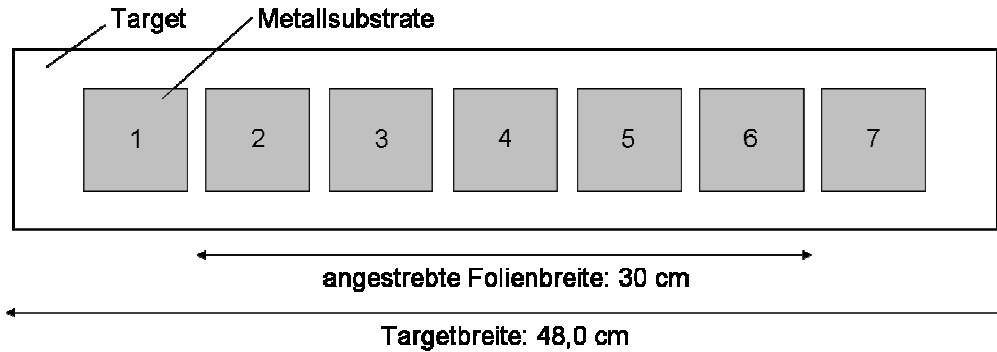 Target
Metallsubstrate
1
2
3
4
5
6
7
angestrebte Folienbreite: 30 cm
Targetbreite: 48,0 cm